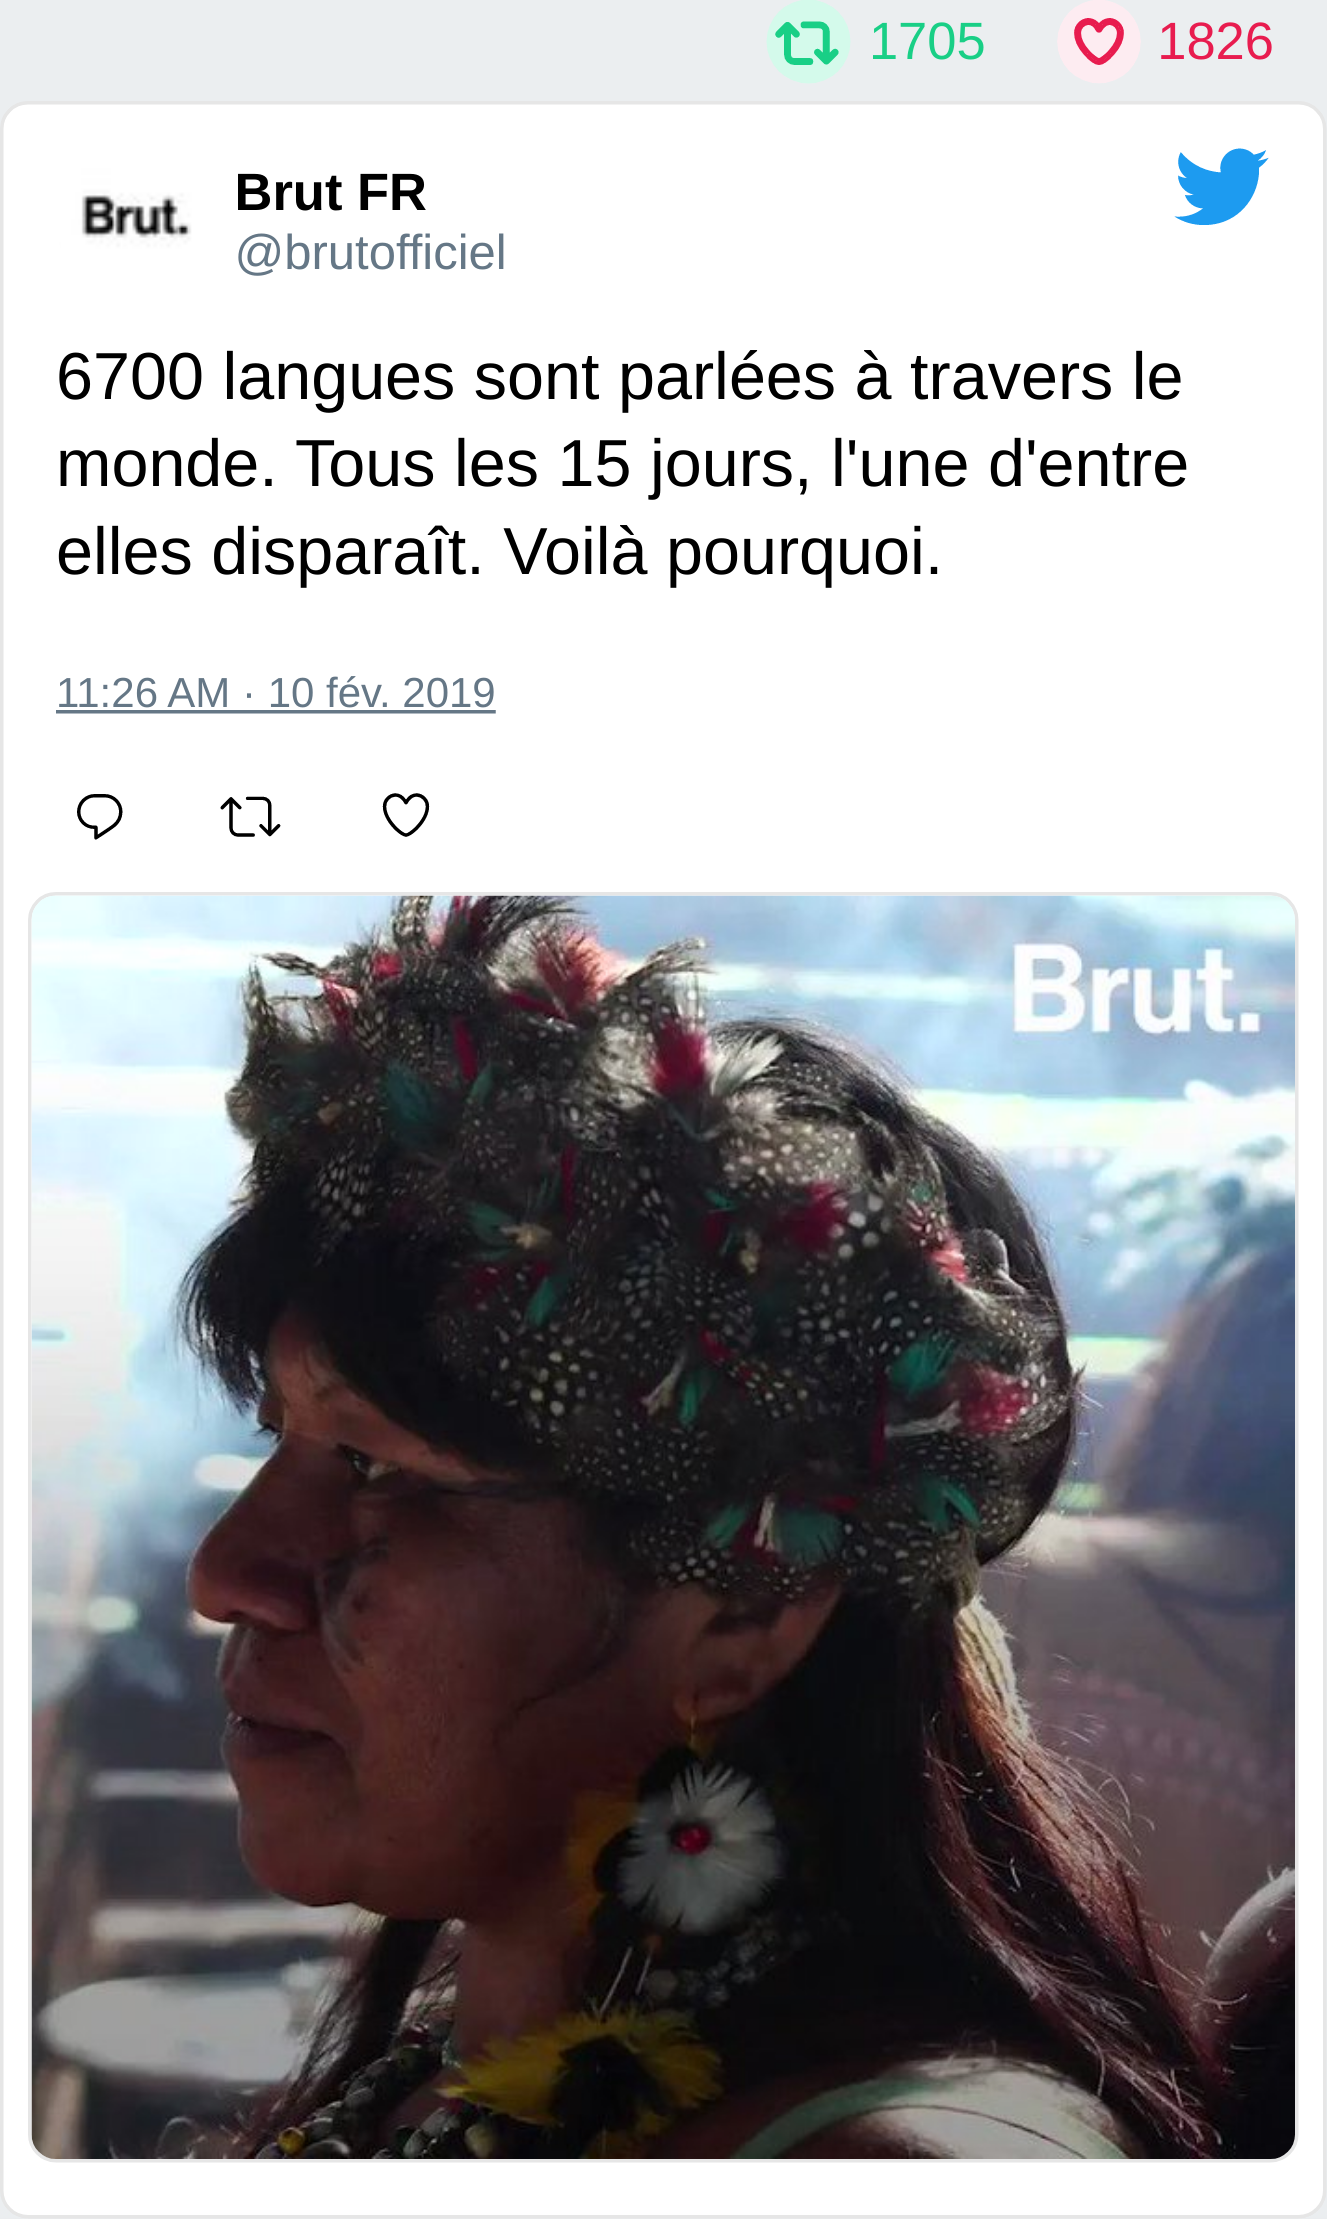 1705 1826
Brut.
Brut FR
@brutofficiel
6700 langues sont parlées à travers le
monde. Tous les 15 jours, l'une d'entre
elles disparaît. Voilà pourquoi.
11:26 AM · 10 fév. 2019
Brut.